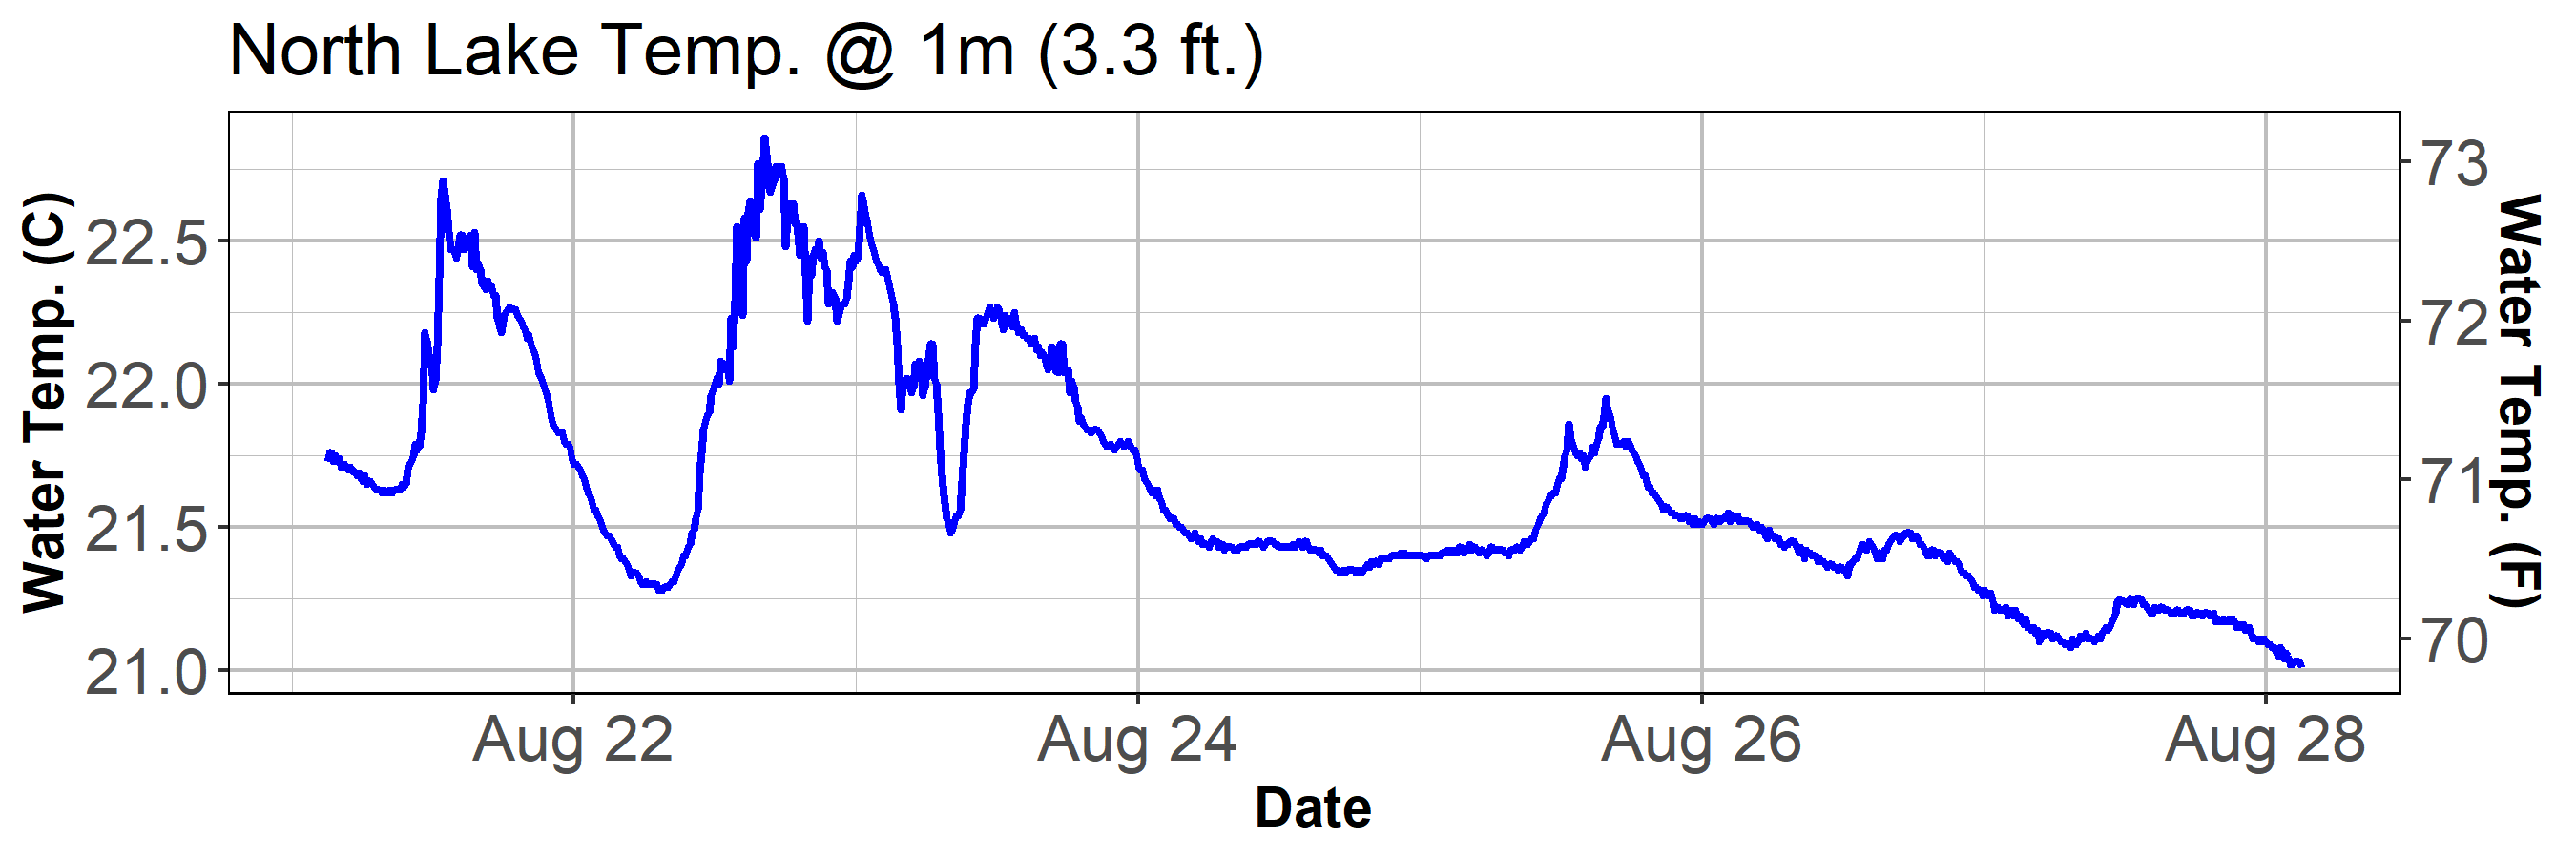 North Lake Temp. @ 1m (3.3 ft.)
Water Temp. (C)
22.5
22.0
21.5
21.0
73
72
71
70
Water Temp. (F)
Aug 22
Aug 24
Aug 26
Aug 28
Date